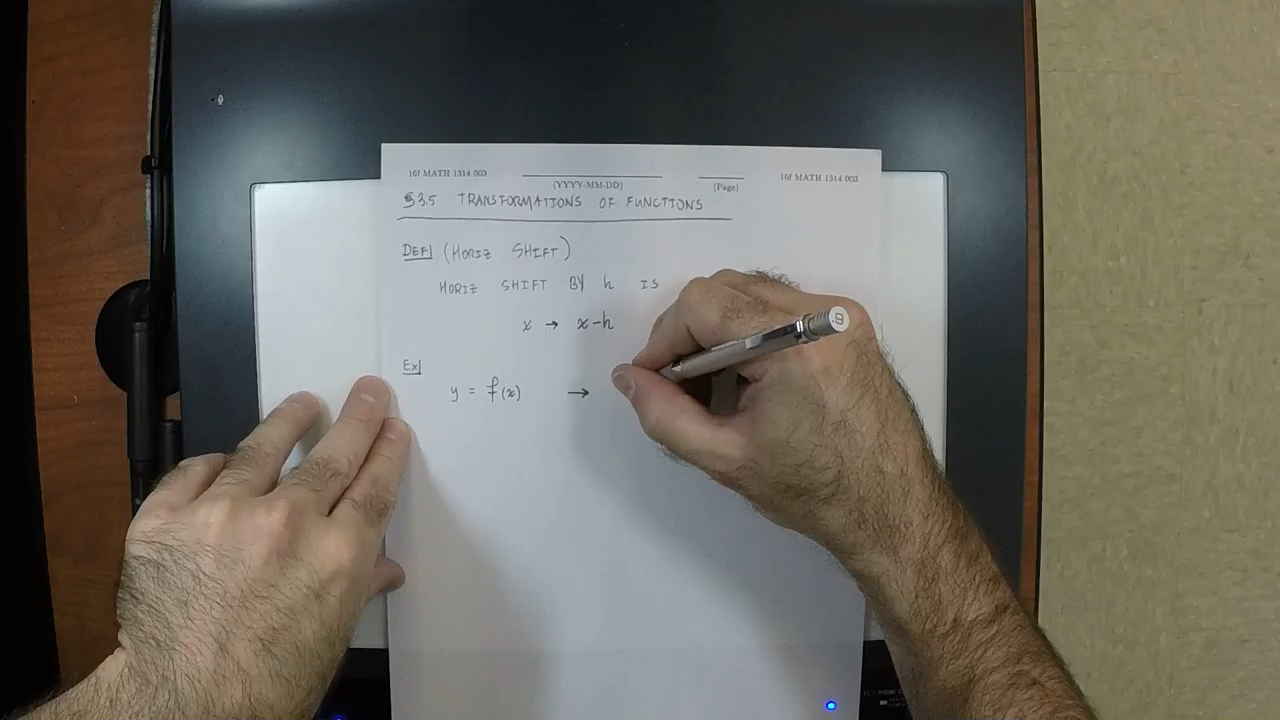 16f MATH 1314 003 (YYYY-MM-DD) (Page) 16f MATH 1314 003
§3.5 TRANSFORMATIONS OF FUNCTIONS
DEF (HORIZ SHIFT)
HORIZ SHIFT BY h IS
x → x-h
Ex
y = f(x) →
.9